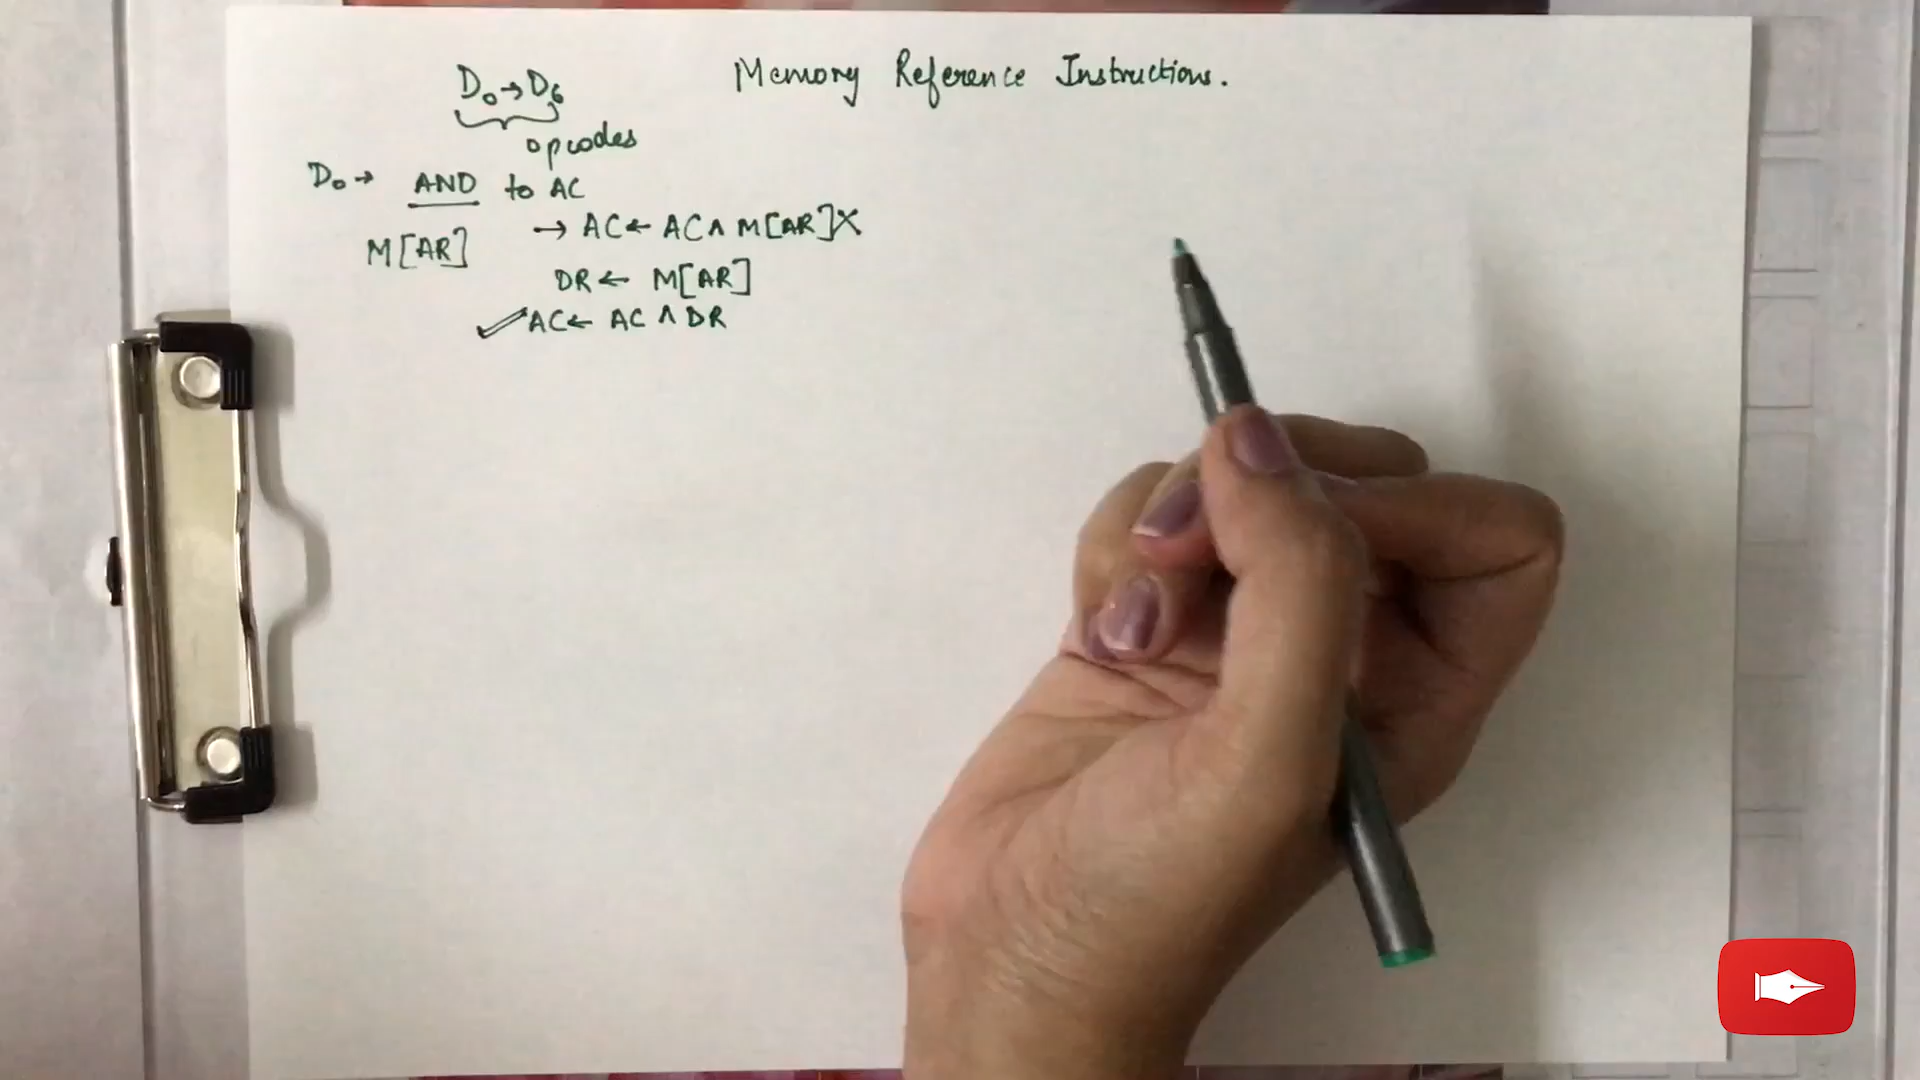 Memory Reference Instructions.
D₀→D₆
opcodes
D₀→ AND to AC
→ AC← AC∧M[AR]X
M[AR]
DR← M[AR]
✓AC← AC∧DR